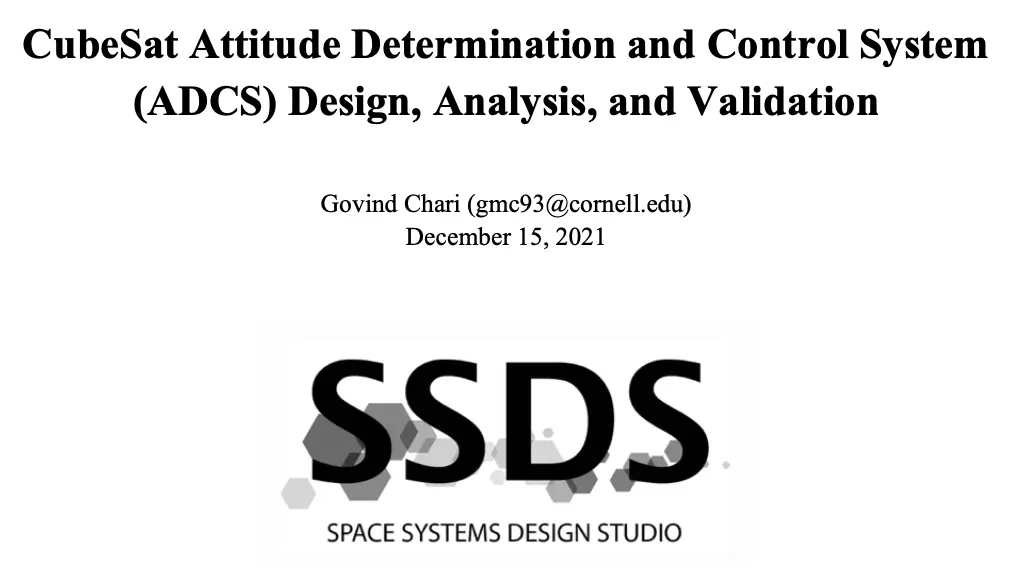 CubeSat Attitude Determination and Control System
(ADCS) Design, Analysis, and Validation
Govind Chari (gmc93@cornell.edu)
December 15, 2021
SSDS
SPACE SYSTEMS DESIGN STUDIO